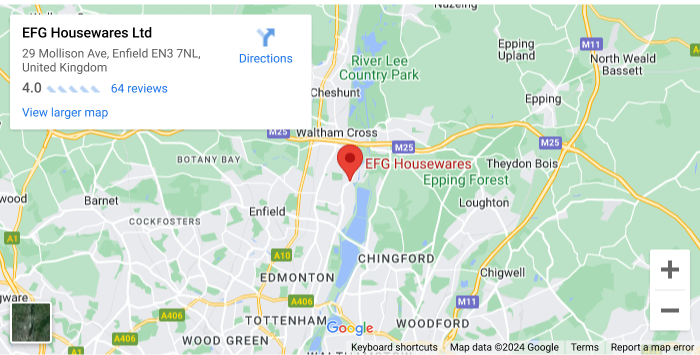 EFG Housewares Ltd
29 Mollison Ave, Enfield EN3 7NL,
United Kingdom
4.0 64 reviews
View larger map
Directions
Nazeing
River Lee
Country Park
Cheshunt
Epping
Upland
M11
North Weald
Bassett
Epping
M25
Waltham Cross
M25
M25
BOTANY BAY
EFG Housewares
Theydon Bois
Epping Forest
Barnet
Enfield
Loughton
COCKFOSTERS
A1
A10
CHINGFORD
EDMONTON
Chigwell
A406
M11
TOTTENHAM
Google
WOODFORD
A406
A406
WOOD GREEN
Keyboard shortcuts Map data ©2024 Google Terms Report a map error